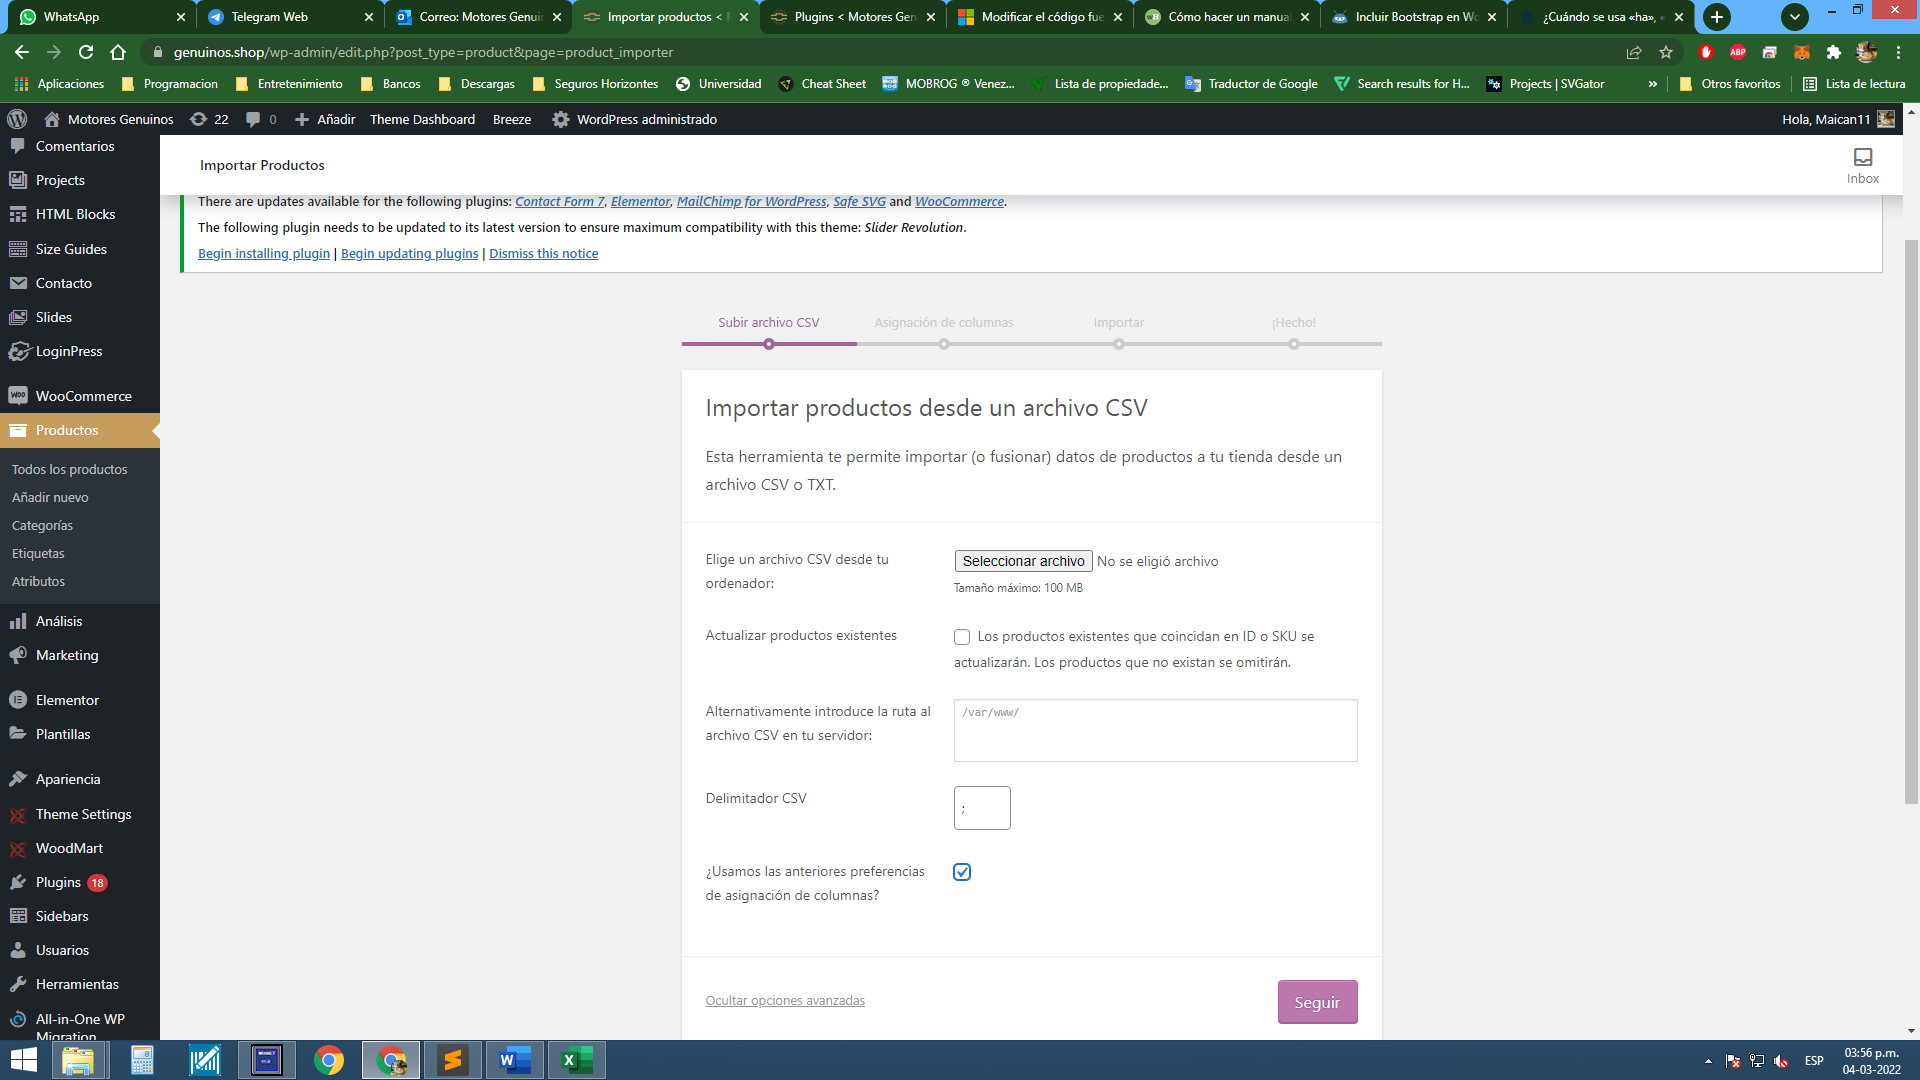 WhatsApp
Telegram Web
Correo: Motores Genuin
Importar productos < M
Plugins < Motores Gen
Modificar el código fue
Cómo hacer un manual
Incluir Bootstrap en Wo
¿Cuándo se usa «ha», «
genuinos.shop/wp-admin/edit.php?post_type=product&page=product_importer
ABP
Aplicaciones
Programacion
Entretenimiento
Bancos
Descargas
Seguros Horizontes
Universidad
Cheat Sheet
MOBROG ® Venez...
Lista de propiedade...
Traductor de Google
Search results for H...
Projects | SVGator
»
Otros favoritos
Lista de lectura
Motores Genuinos
22
0
Añadir
Theme Dashboard
Breeze
WordPress administrado
Hola, Maican11
Comentarios
Projects
HTML Blocks
Size Guides
Contacto
Slides
LoginPress
WooCommerce
Productos
Todos los productos
Añadir nuevo
Categorías
Etiquetas
Atributos
Análisis
Marketing
Elementor
Plantillas
Apariencia
Theme Settings
WoodMart
Plugins 18
Sidebars
Usuarios
Herramientas
All-in-One WP
Migration
Importar Productos
Inbox
There are updates available for the following plugins: Contact Form 7, Elementor, MailChimp for WordPress, Safe SVG and WooCommerce.
The following plugin needs to be updated to its latest version to ensure maximum compatibility with this theme: Slider Revolution.
Begin installing plugin | Begin updating plugins | Dismiss this notice
Subir archivo CSV
Asignación de columnas
Importar
¡Hecho!
Importar productos desde un archivo CSV
Esta herramienta te permite importar (o fusionar) datos de productos a tu tienda desde un
archivo CSV o TXT.
Elige un archivo CSV desde tu
ordenador:
Seleccionar archivo No se eligió archivo
Tamaño máximo: 100 MB
Actualizar productos existentes
Los productos existentes que coincidan en ID o SKU se
actualizarán. Los productos que no existan se omitirán.
Alternativamente introduce la ruta al
archivo CSV en tu servidor:
/var/www/
Delimitador CSV
;
¿Usamos las anteriores preferencias
de asignación de columnas?
Ocultar opciones avanzadas
Seguir
ESP
03:56 p.m.
04-03-2022